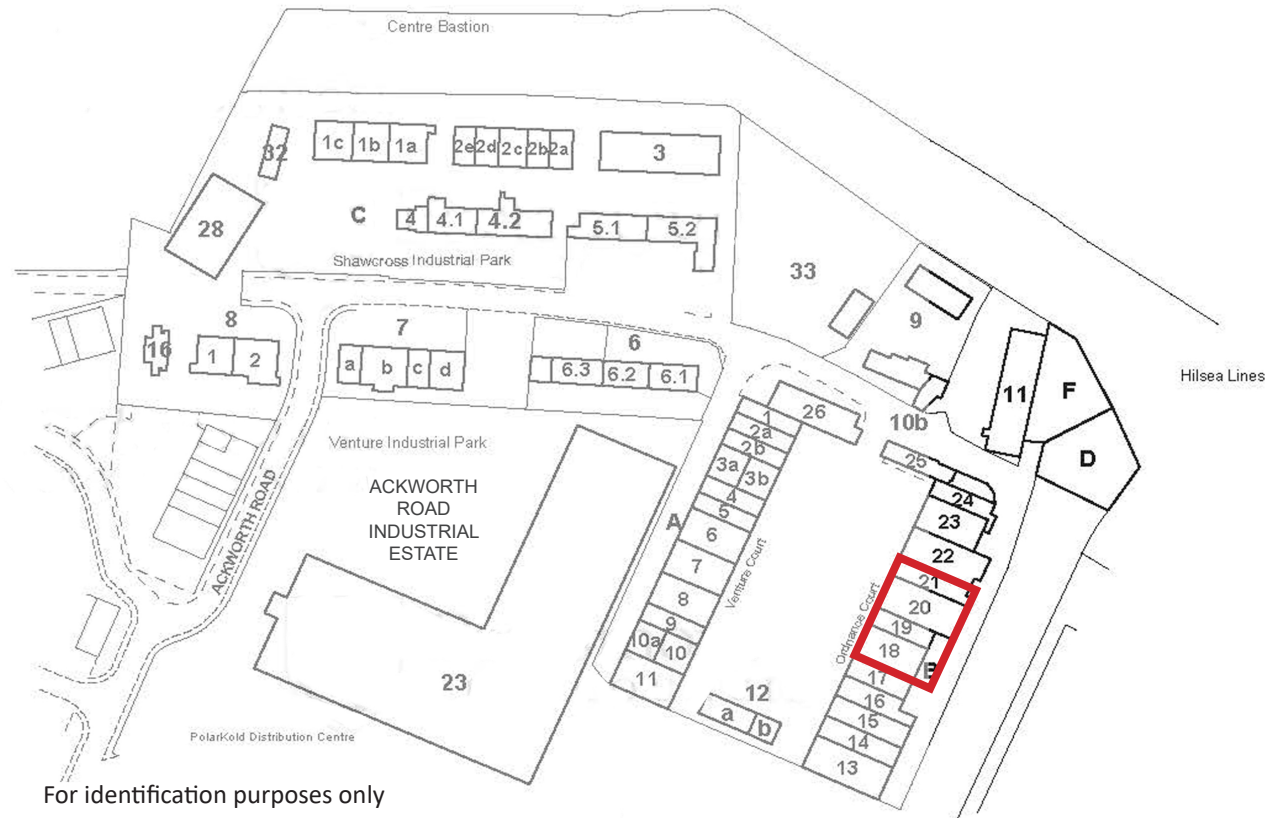 Centre Bastion
32
1c
1b
1a
2e
2d
2c
2b
2a
3
28
C
4
4.1
4.2
5.1
5.2
Shawcross Industrial Park
33
9
Hilsea Lines
8
16
1
2
7
a
b
c
d
6
6.3
6.2
6.1
11
F
D
10b
26
25
24
23
22
21
20
19
18
B
17
16
15
14
13
Ordnance Court
1
2a
2b
3a
3b
4
5
A
6
7
8
9
10a
10
11
Venture Court
12
a
b
Venture Industrial Park
ACKWORTH
ROAD
INDUSTRIAL
ESTATE
ACKWORTH ROAD
23
PolarKold Distribution Centre
For identification purposes only